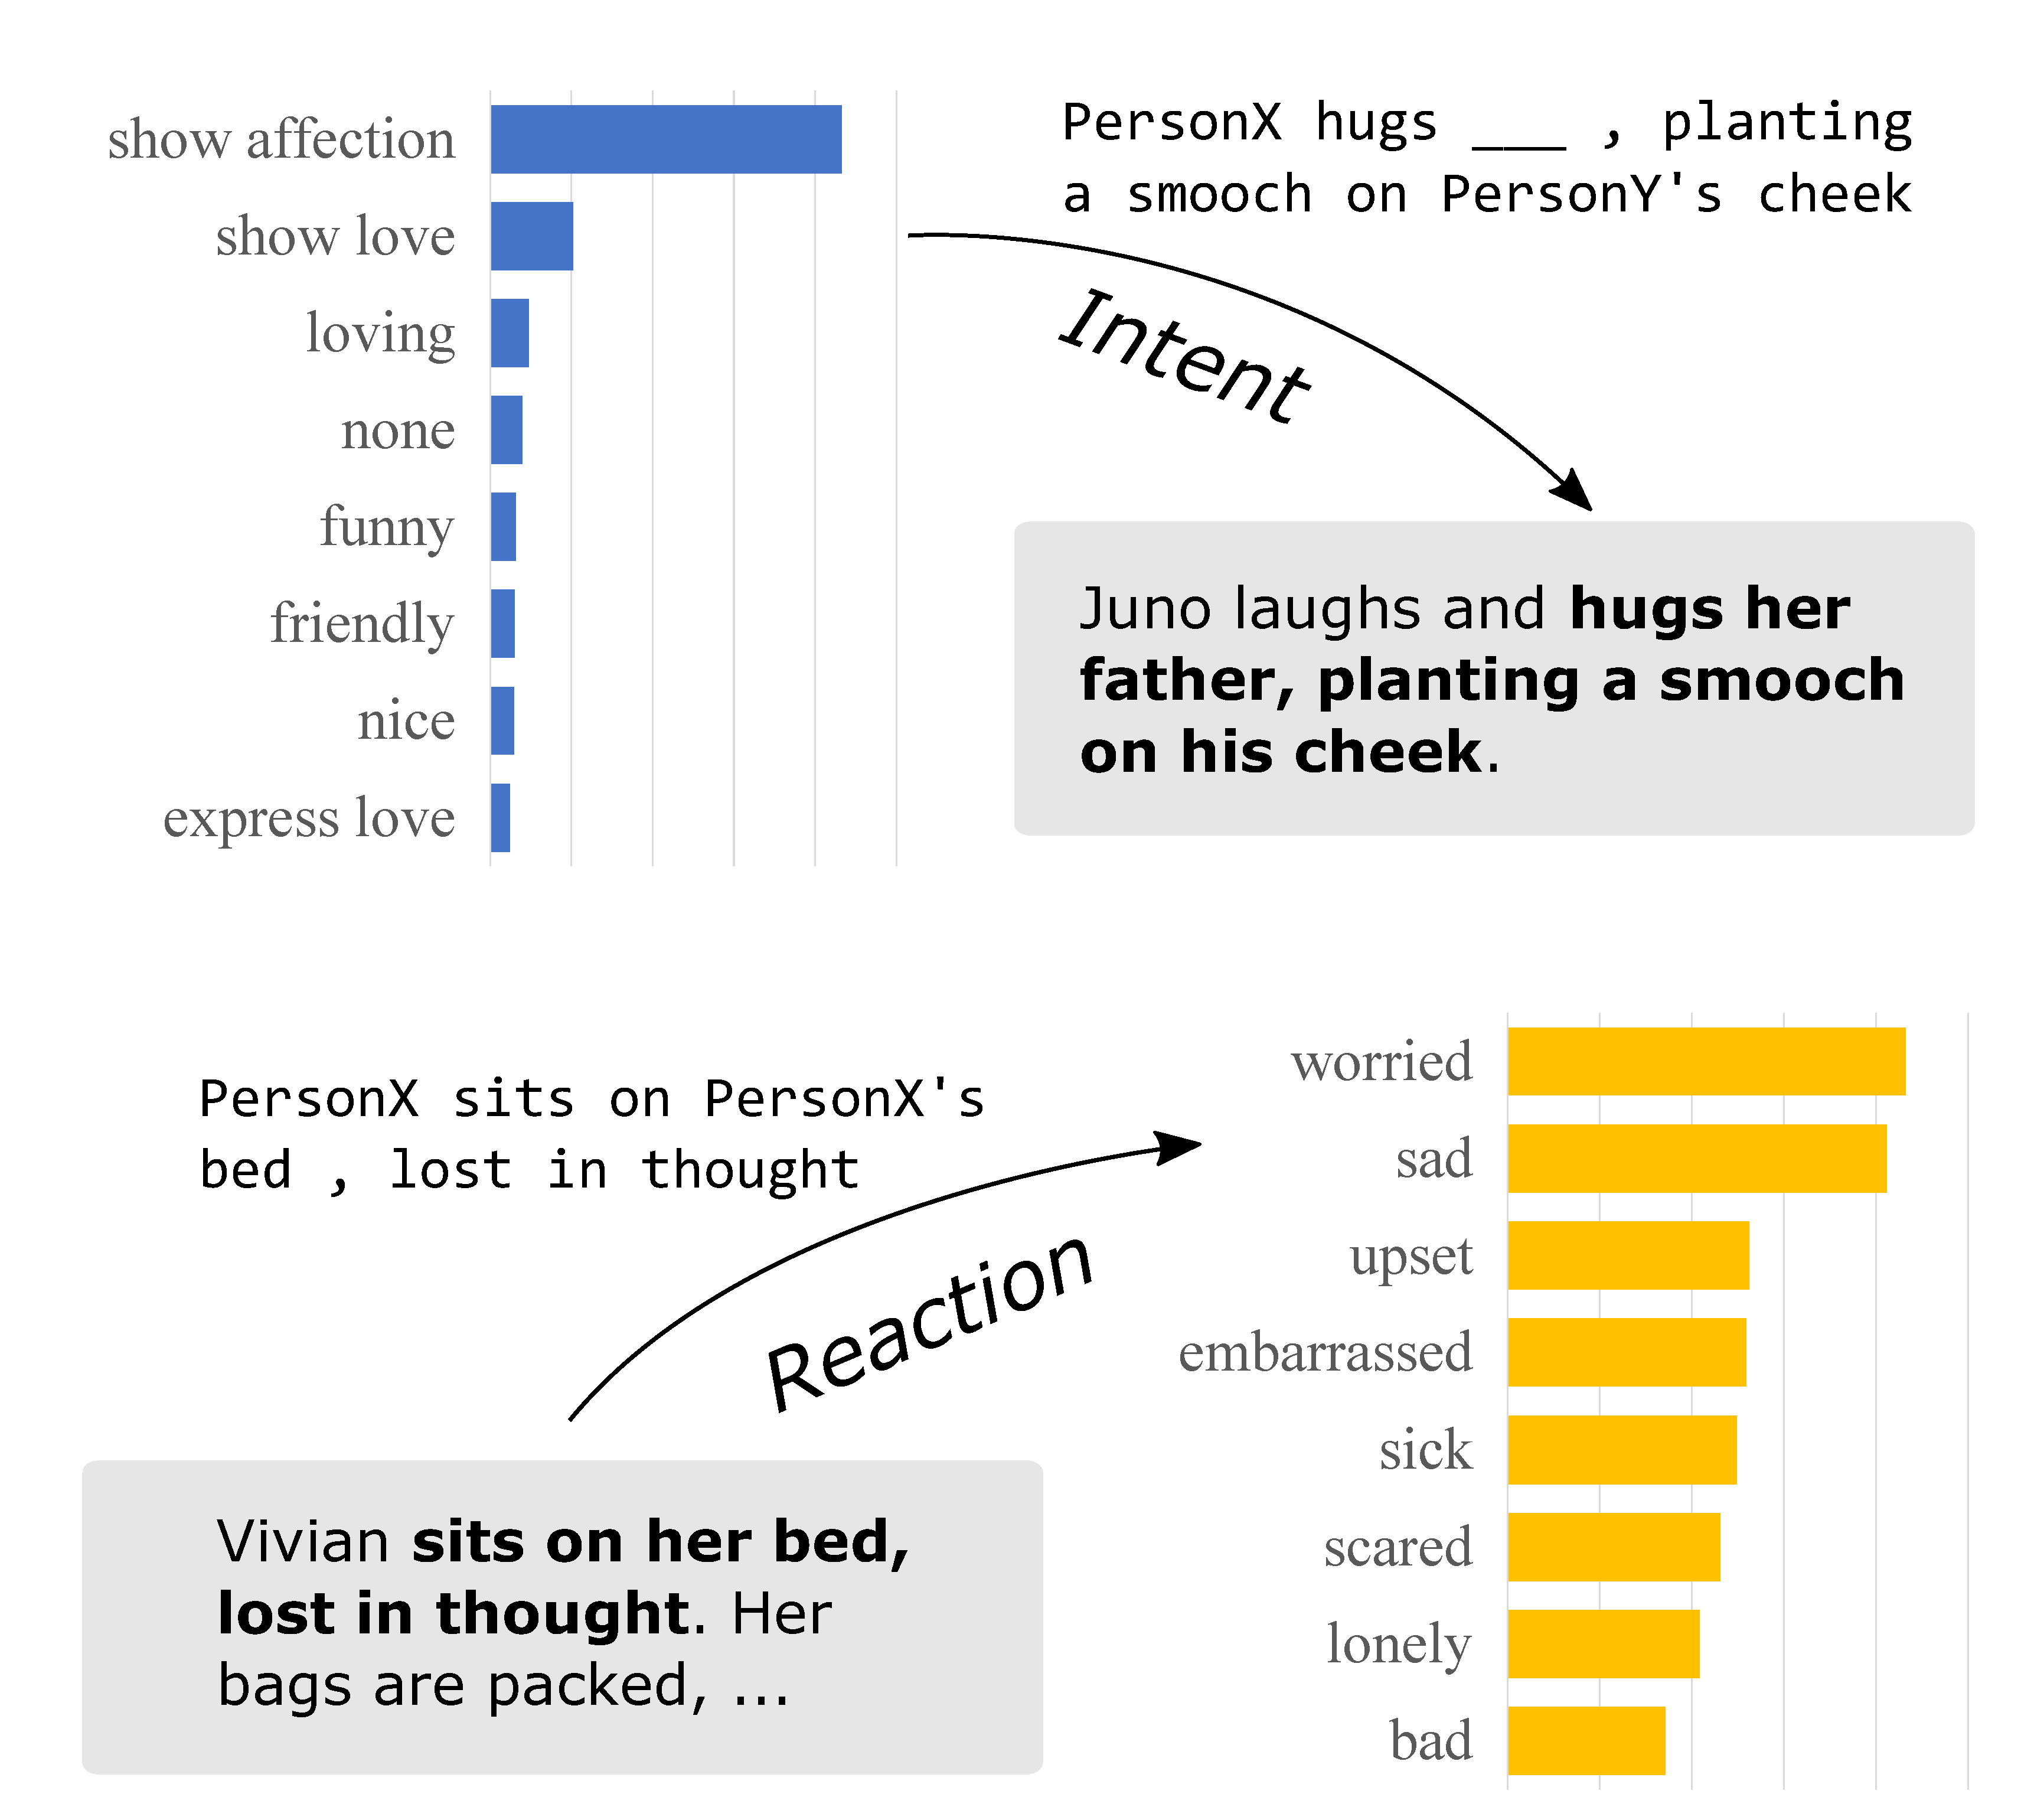 show affection
show love
loving
none
funny
friendly
nice
express love
PersonX hugs ___ , planting
a smooch on PersonY's cheek
Intent
Juno laughs and hugs her
father, planting a smooch
on his cheek.
PersonX sits on PersonX's
bed , lost in thought
Reaction
Vivian sits on her bed,
lost in thought. Her
bags are packed, ...
worried
sad
upset
embarrassed
sick
scared
lonely
bad